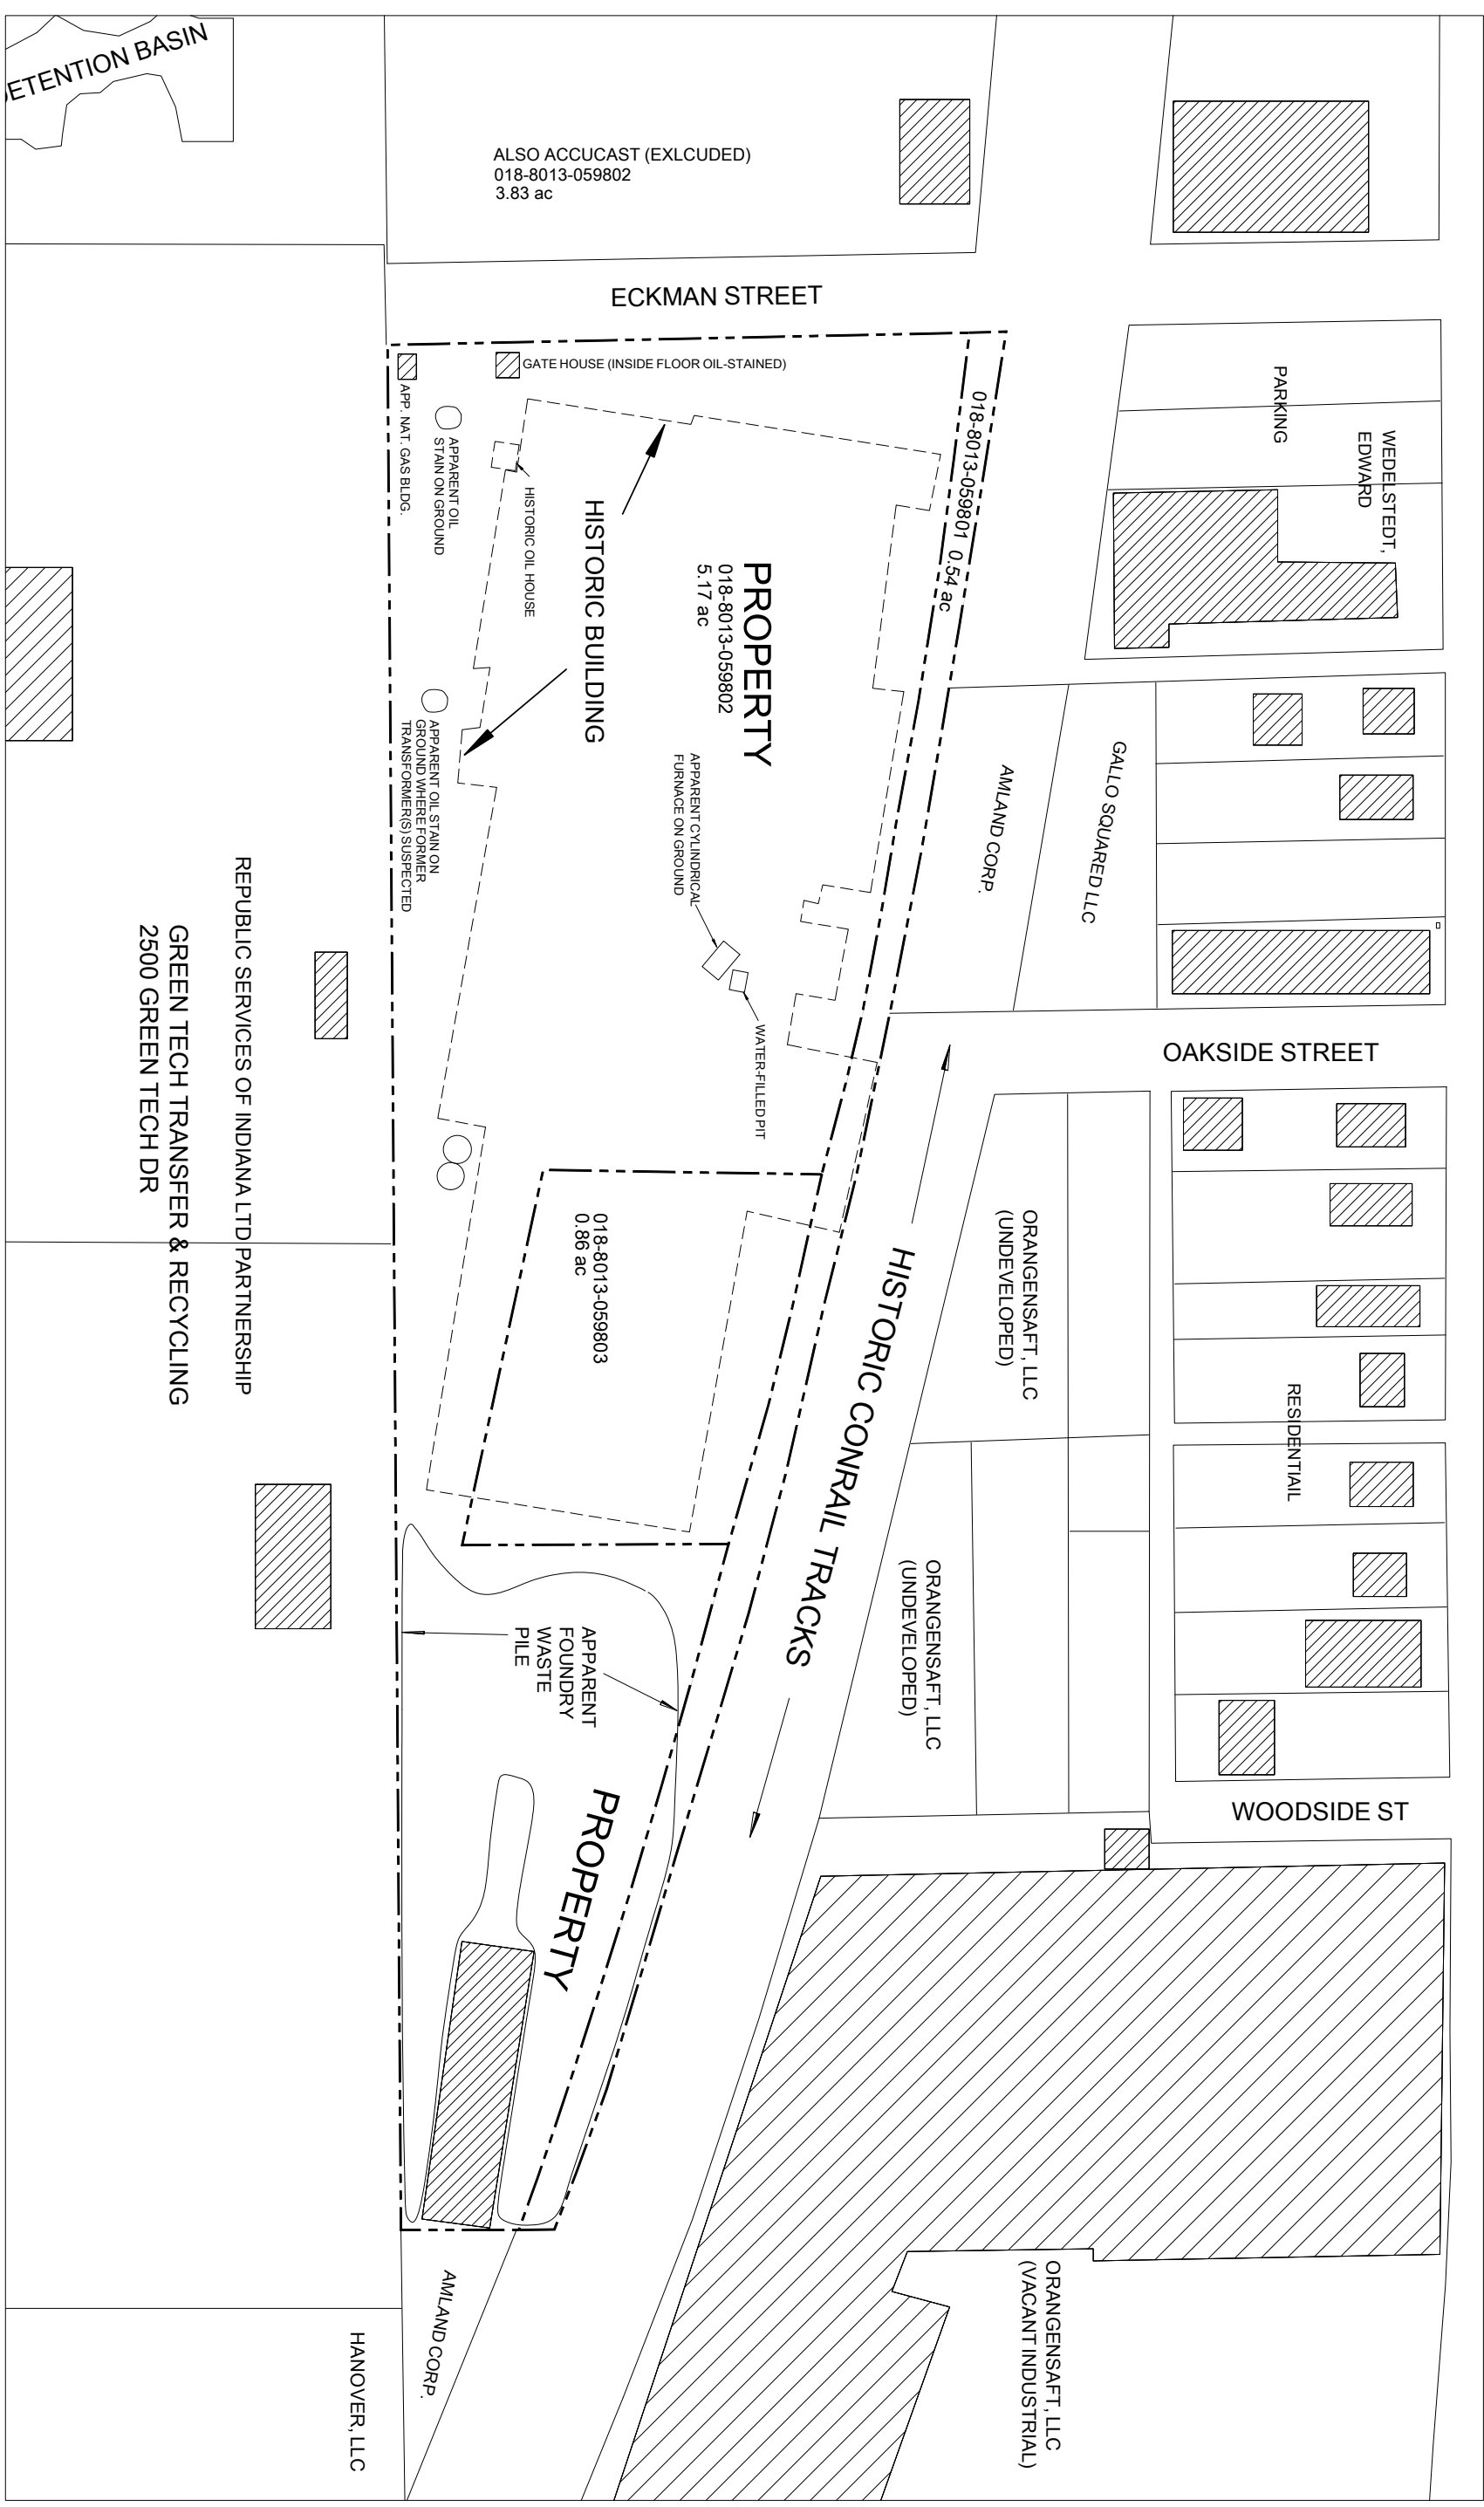 DETENTION BASIN
ALSO ACCUCAST (EXLCUDED)
018-8013-059802
3.83 ac
ECKMAN STREET
GATE HOUSE (INSIDE FLOOR OIL-STAINED)
APP. NAT. GAS BLDG.
APPARENT OIL
STAIN ON GROUND
HISTORIC OIL HOUSE
HISTORIC BUILDING
018-8013-059801 0.54 ac
PARKING
WEDELSTEDT,
EDWARD
PROPERTY
018-8013-059802
5.17 ac
APPARENT OIL STAIN ON
GROUND WHERE FORMER
TRANSFORMER(S) SUSPECTED
APPARENT CYLINDRICAL
FURNACE ON GROUND
WATER-FILLED PIT
AMLAND CORP.
GALLO SQUARED LLC
OAKSIDE STREET
REPUBLIC SERVICES OF INDIANA LTD PARTNERSHIP
GREEN TECH TRANSFER & RECYCLING
2500 GREEN TECH DR
018-8013-059803
0.86 ac
HISTORIC CONRAIL TRACKS
ORANGENSAFT, LLC
(UNDEVELOPED)
RESIDENTIAL
ORANGENSAFT, LLC
(UNDEVELOPED)
APPARENT
FOUNDRY
WASTE
PILE
PROPERTY
WOODSIDE ST
AMLAND CORP.
HANOVER, LLC
ORANGENSAFT, LLC
(VACANT INDUSTRIAL)